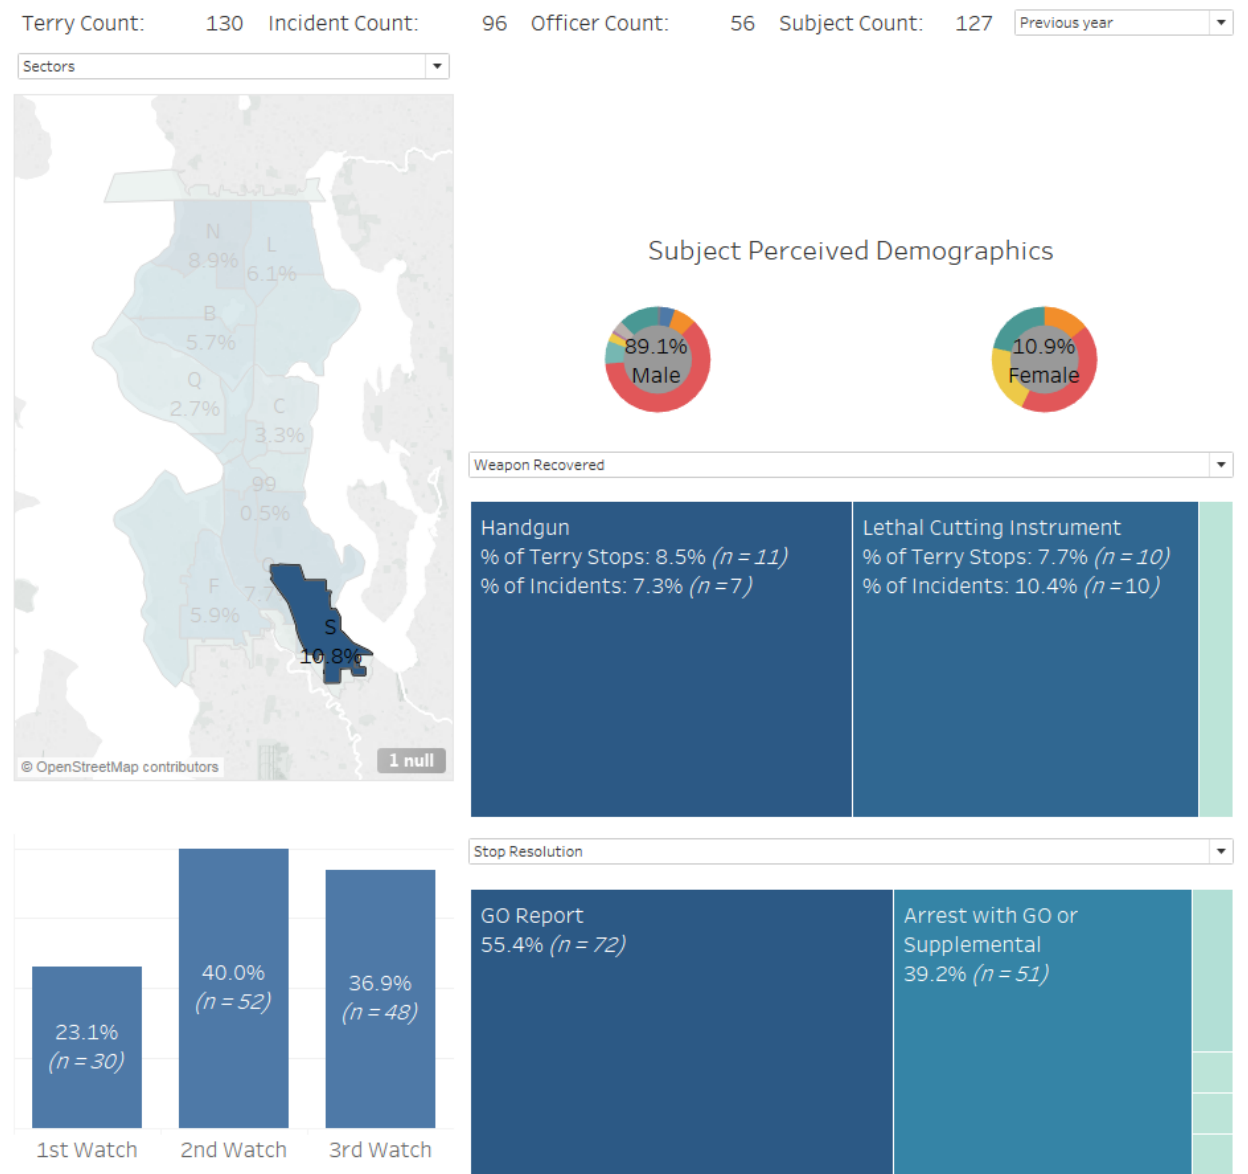 Terry Count: 130 Incident Count: 96 Officer Count: 56 Subject Count: 127 Previous year
Sectors
N
8.9%
L
6.1%
B
5.7%
Q
2.7%
C
3.3%
99
0.5%
F
5.9%
S
10.8%
© OpenStreetMap contributors
1 null
Subject Perceived Demographics
89.1%
Male
10.9%
Female
Weapon Recovered
Handgun
% of Terry Stops: 8.5% (n = 11)
% of Incidents: 7.3% (n =7)
Lethal Cutting Instrument
% of Terry Stops: 7.7% (n = 10)
% of Incidents: 10.4% (n =10)
Stop Resolution
GO Report
55.4% (n = 72)
Arrest with GO or
Supplemental
39.2% (n = 51)
23.1%
(n = 30)
40.0%
(n = 52)
36.9%
(n = 48)
1st Watch 2nd Watch 3rd Watch